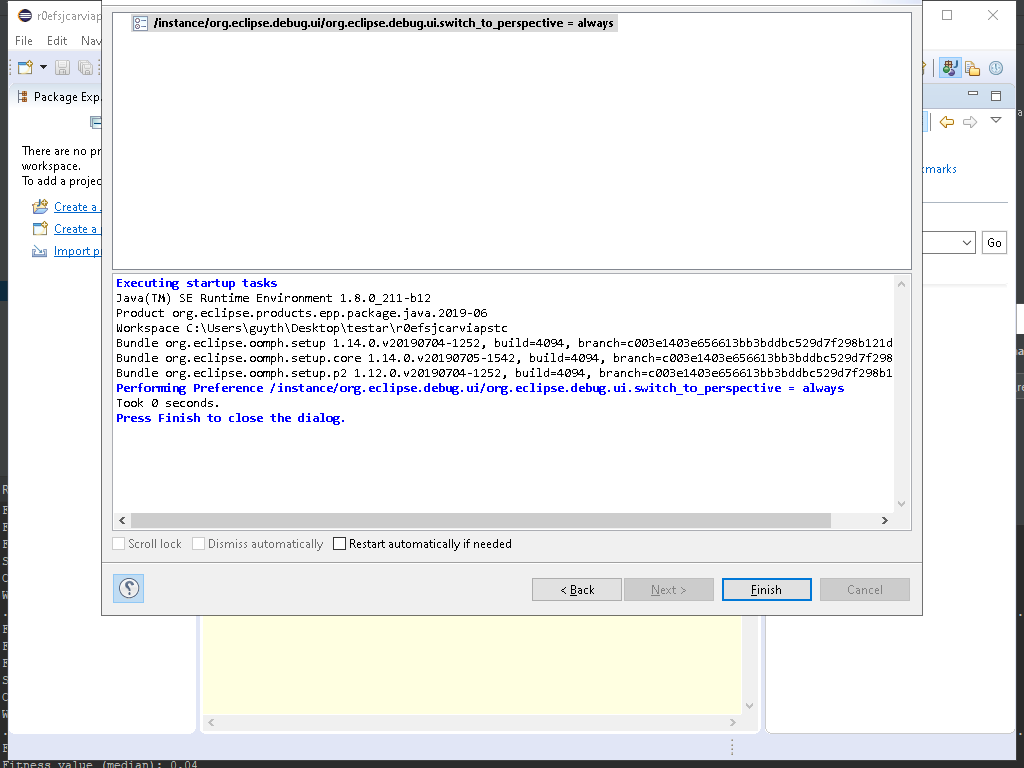 r0efsjcarviap
/instance/org.eclipse.debug.ui/org.eclipse.debug.ui.switch_to_perspective = always
File Edit Nav
Package Exp
There are no pr
workspace.
To add a projec
Create a
Create a
Import p
kmarks
Go
Executing startup tasks
Java(TM) SE Runtime Environment 1.8.0_211-b12
Product org.eclipse.products.epp.package.java.2019-06
Workspace C:\Users\guyth\Desktop\testar\r0efsjcarviapstc
Bundle org.eclipse.oomph.setup 1.14.0.v20190704-1252, build=4094, branch=c003e1403e656613bb3bddbc529d7f298b121d
Bundle org.eclipse.oomph.setup.core 1.14.0.v20190705-1542, build=4094, branch=c003e1403e656613bb3bddbc529d7f298
Bundle org.eclipse.oomph.setup.p2 1.12.0.v20190704-1252, build=4094, branch=c003e1403e656613bb3bddbc529d7f298b1
Performing Preference /instance/org.eclipse.debug.ui/org.eclipse.debug.ui.switch_to_perspective = always
Took 0 seconds.
Press Finish to close the dialog.
Scroll lock Dismiss automatically Restart automatically if needed
< Back Next > Finish Cancel
Fitness value (median): 0.04